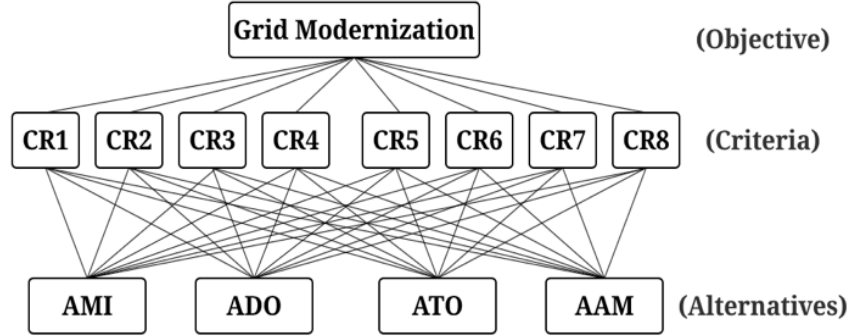 Grid Modernization
(Objective)
CR1 CR2 CR3 CR4 CR5 CR6 CR7 CR8
(Criteria)
AMI ADO ATO AAM
(Alternatives)